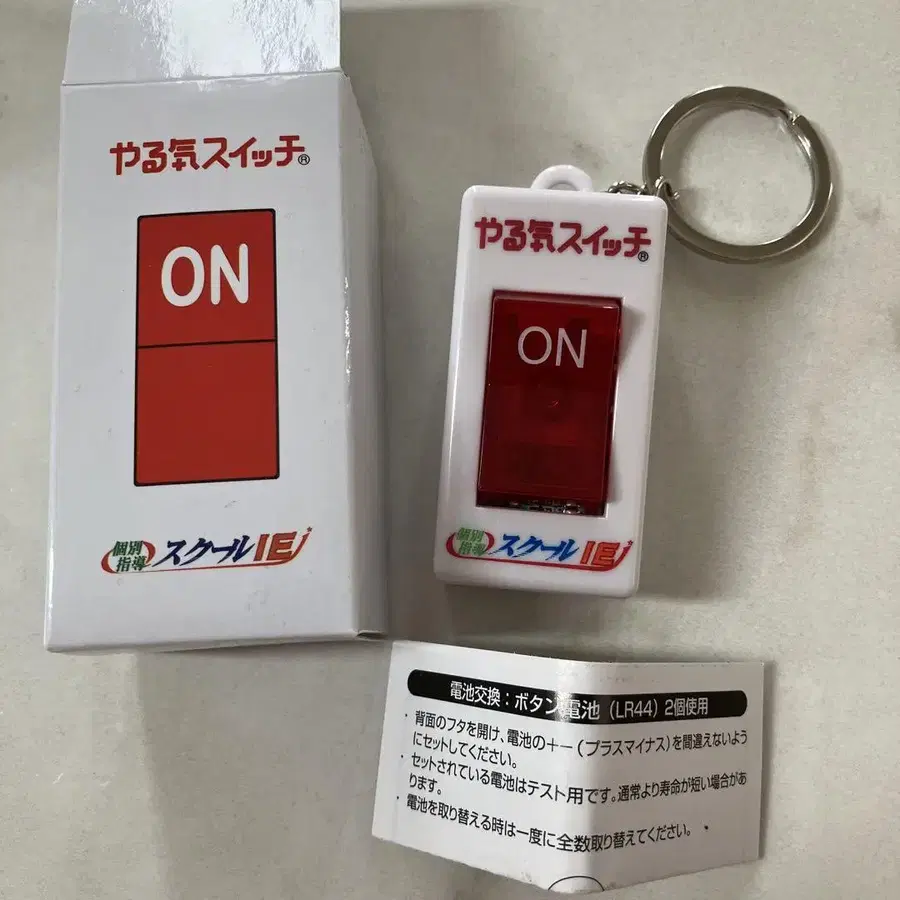 やる気スイッチ®
ON
個別
指導
スクールIE
やる気スイッチ®
ON
個別
指導
スクールIE
電池交換：ボタン電池（LR44）2個使用
・背面のフタを開け、電池の＋－（プラスマイナス）を間違えないよう
にセットしてください。
・セットされている電池はテスト用です。通常より寿命が短い場合があ
ります。
・電池を取り替える時は一度に全数取り替えてください。